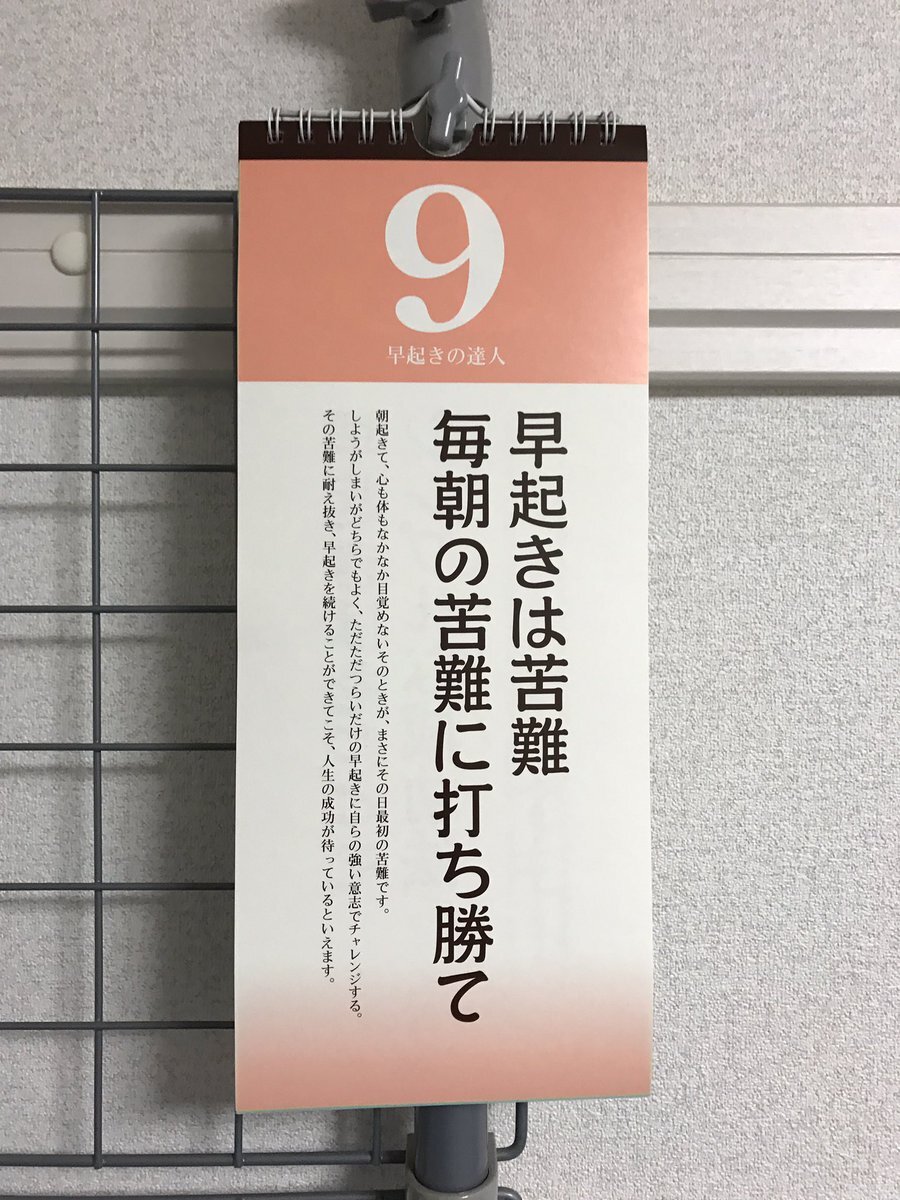 9
早起きの達人
早起きは苦難
毎朝の苦難に打ち勝て
朝起きて、心も体もなかなか目覚めないそのときが、まさにその日最初の苦難です。
しようがしまいがどちらでもよく、ただただつらいだけの早起きに自らの強い意志でチャレンジする。
その苦難に耐え抜き、早起きを続けることができてこそ、人生の成功が待っているといえます。